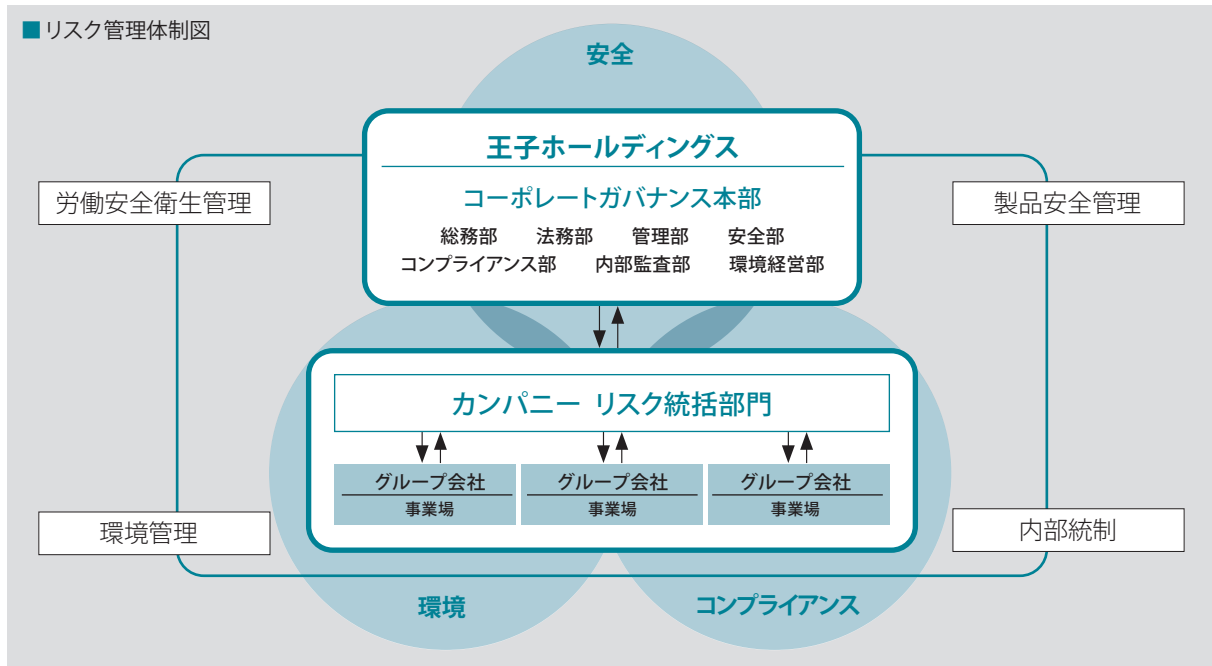 ■リスク管理体制図
安全
王子ホールディングス
コーポレートガバナンス本部
総務部 法務部 管理部 安全部
コンプライアンス部 内部監査部 環境経営部
労働安全衛生管理
製品安全管理
カンパニー リスク統括部門
グループ会社 グループ会社 グループ会社
事業場 事業場 事業場
環境管理
内部統制
環境
コンプライアンス